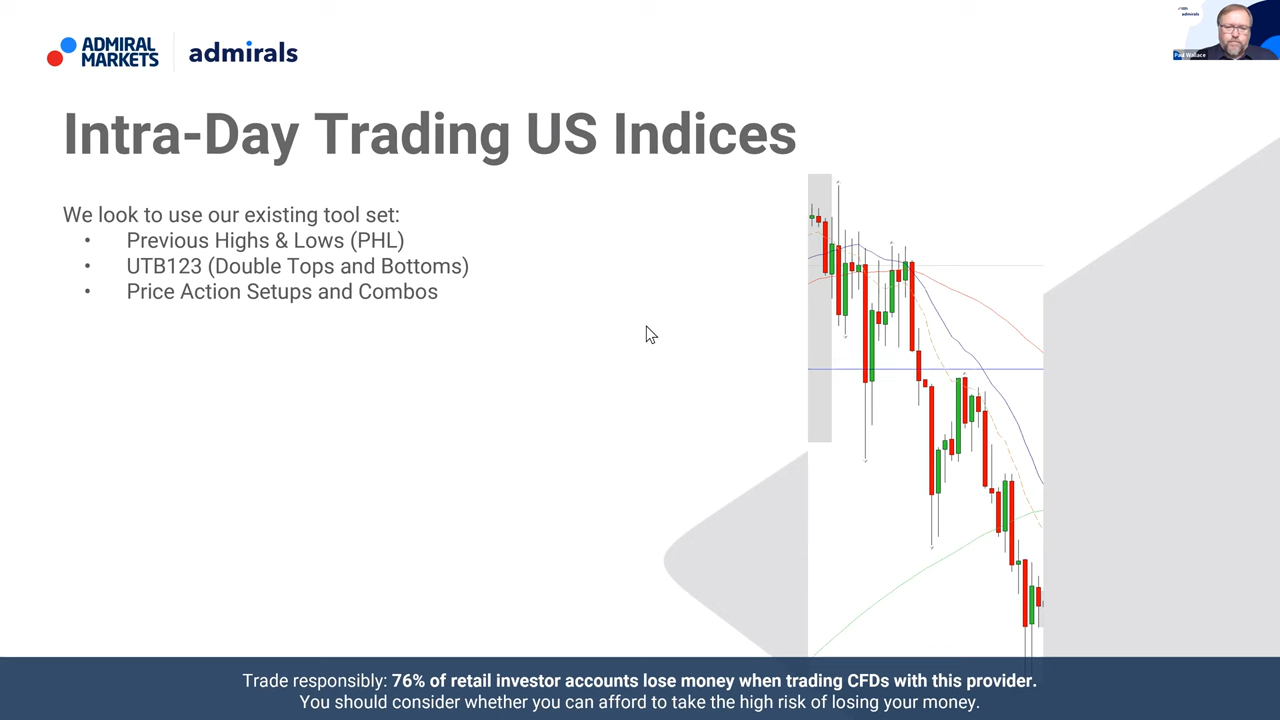 ADMIRAL
MARKETS
admirals
admirals
Paul Wallace
Intra-Day Trading US Indices
We look to use our existing tool set:
• Previous Highs & Lows (PHL)
• UTB123 (Double Tops and Bottoms)
• Price Action Setups and Combos
Trade responsibly: 76% of retail investor accounts lose money when trading CFDs with this provider.
You should consider whether you can afford to take the high risk of losing your money.